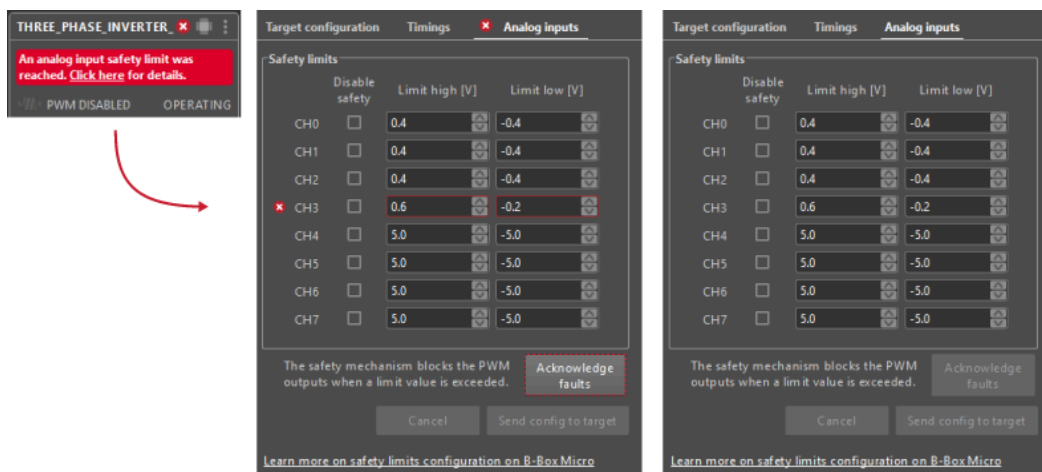 THREE_PHASE_INVERTER_
An analog input safety limit was
reached. Click here for details.
PWM DISABLED OPERATING
Target configuration Timings Analog inputs
Safety limits
Disable
safety Limit high [V] Limit low [V]
CH0 0.4 -0.4
CH1 0.4 -0.4
CH2 0.4 -0.4
CH3 0.6 -0.2
CH4 5.0 -5.0
CH5 5.0 -5.0
CH6 5.0 -5.0
CH7 5.0 -5.0
The safety mechanism blocks the PWM
outputs when a limit value is exceeded.
Acknowledge
faults
Cancel Send config to target
Learn more on safety limits configuration on B-Box Micro
Target configuration Timings Analog inputs
Safety limits
Disable
safety Limit high [V] Limit low [V]
CH0 0.4 -0.4
CH1 0.4 -0.4
CH2 0.4 -0.4
CH3 0.6 -0.2
CH4 5.0 -5.0
CH5 5.0 -5.0
CH6 5.0 -5.0
CH7 5.0 -5.0
The safety mechanism blocks the PWM
outputs when a limit value is exceeded.
Acknowledge
faults
Cancel Send config to target
Learn more on safety limits configuration on B-Box Micro